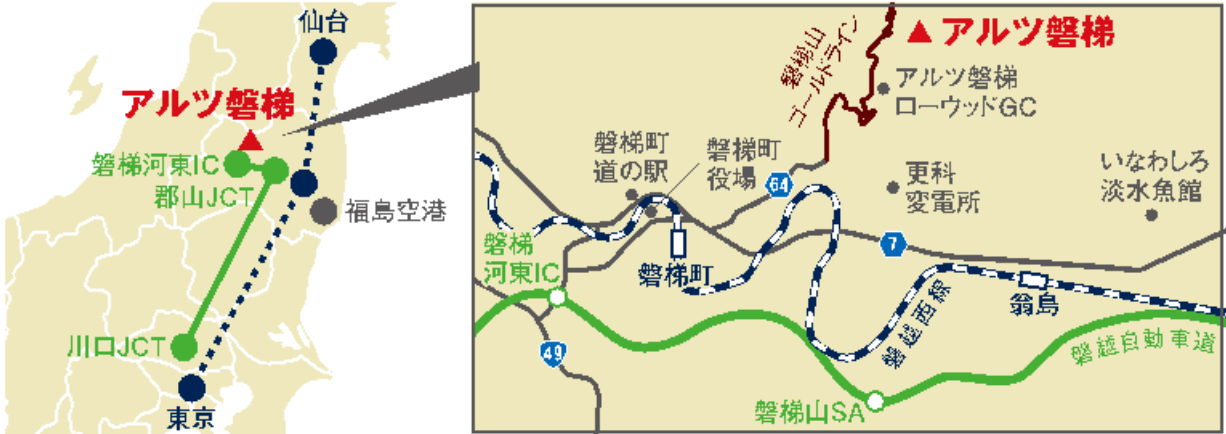 仙台
アルツ磐梯
磐梯河東IC
郡山JCT
福島空港
川口JCT
東京
アルツ磐梯
磐梯山
ゴールドライン
アルツ磐梯
ローウッドGC
磐梯町
道の駅
磐梯町
役場
64
更科
変電所
いなわしろ
淡水魚館
磐梯
河東IC
磐梯町
7
翁島
磐越西線
49
磐越自動車道
磐梯山SA